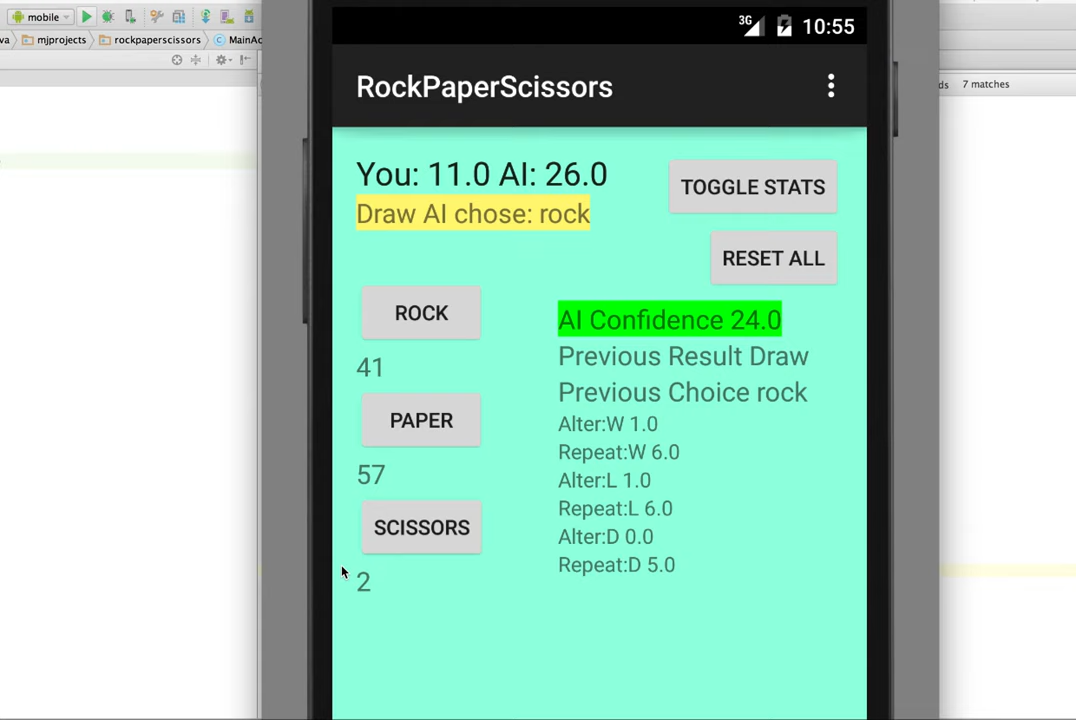 mobile
va
mjprojects
rockpaperscissors
MainAc
3G
10:55
RockPaperScissors
ds
7 matches
You: 11.0 AI: 26.0
TOGGLE STATS
Draw AI chose: rock
RESET ALL
ROCK
AI Confidence 24.0
41
Previous Result Draw
Previous Choice rock
PAPER
Alter:W 1.0
Repeat:W 6.0
57
Alter:L 1.0
Repeat:L 6.0
SCISSORS
Alter:D 0.0
Repeat:D 5.0
2